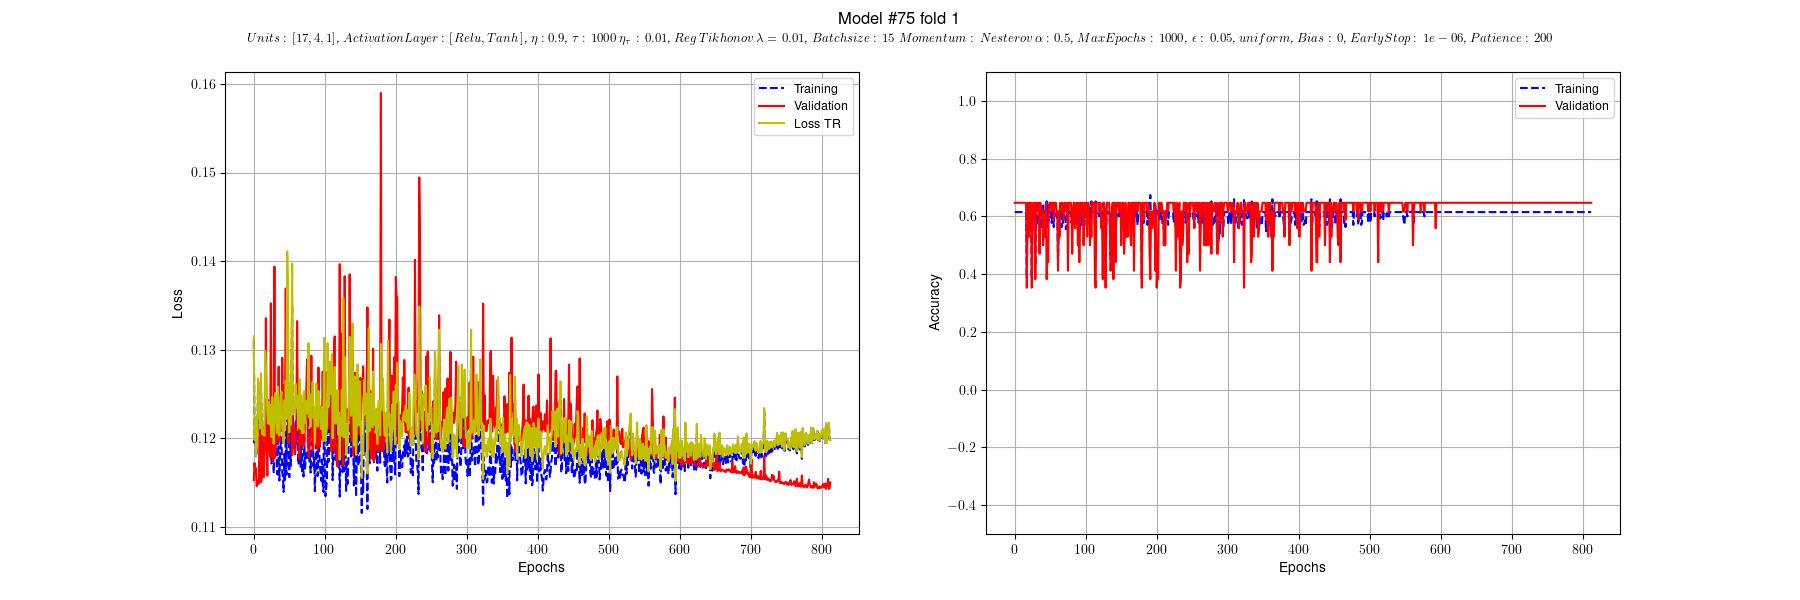 Model #75 fold 1
Units : [17, 4, 1], ActivationLayer : [Relu, Tanh], η : 0.9, τ : 1000 ητ : 0.01, Reg Tikhonov λ = 0.01, Batchsize : 15 Momentum : Nesterov α : 0.5, MaxEpochs : 1000, ϵ : 0.05, uniform, Bias : 0, EarlyStop : 1e − 06, Patience : 200
0.16
0.15
0.14
0.13
0.12
0.11
Loss
0 100 200 300 400 500 600 700 800
Epochs
Training
Validation
Loss TR
1.0
0.8
0.6
0.4
0.2
0.0
−0.2
−0.4
Accuracy
0 100 200 300 400 500 600 700 800
Epochs
Training
Validation